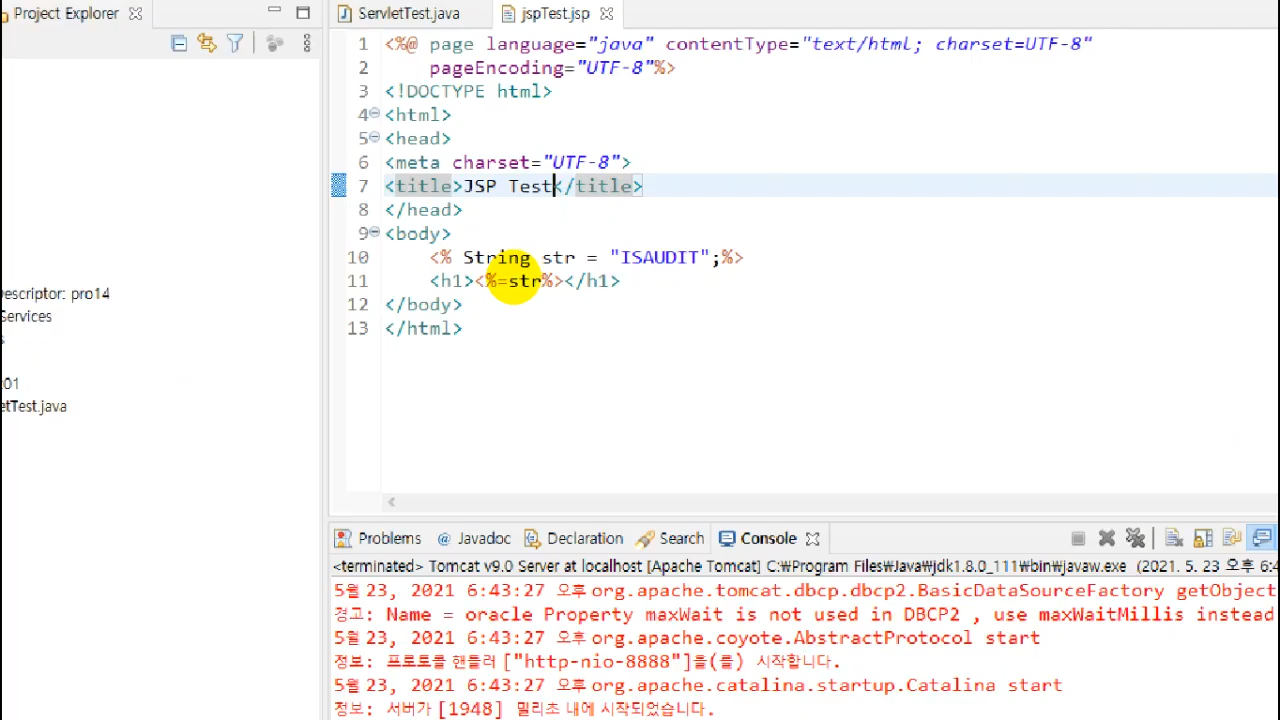 Project Explorer
ServletTest.java
jspTest.jsp
1 <%@ page language="java" contentType="text/html; charset=UTF-8"
2 pageEncoding="UTF-8"%>
3 <!DOCTYPE html>
4 <html>
5 <head>
6 <meta charset="UTF-8">
7 <title>JSP Test</title>
8 </head>
9 <body>
10 <% String str = "ISAUDIT";%>
11 <h1><%=str%></h1>
12 </body>
13 </html>
escriptor: pro14
Services
s
01
etTest.java
Problems @ Javadoc Declaration Search Console
<terminated> Tomcat v9.0 Server at localhost [Apache Tomcat] C:₩Program Files₩Java₩jdk1.8.0_111₩bin₩javaw.exe (2021. 5. 23 오후 6:4
5월 23, 2021 6:43:27 오후 org.apache.tomcat.dbcp.dbcp2.BasicDataSourceFactory getObject
경고: Name = oracle Property maxWait is not used in DBCP2 , use maxWaitMillis instead
5월 23, 2021 6:43:27 오후 org.apache.coyote.AbstractProtocol start
정보: 프로토콜 핸들러 ["http-nio-8888"]을(를) 시작합니다.
5월 23, 2021 6:43:27 오후 org.apache.catalina.startup.Catalina start
정보: 서버가 [1948] 밀리초 내에 시작되었습니다.